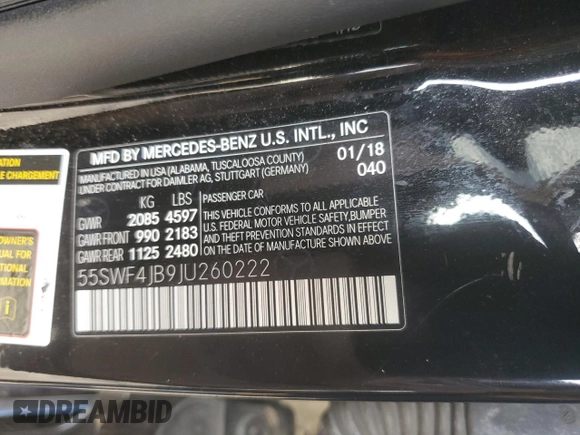 MFD BY MERCEDES-BENZ U.S. INTL., INC
MANUFACTURED IN USA (ALABAMA, TUSCALOOSA COUNTY) 01/18
UNDER CONTRACT FOR DAIMLER AG, STUTTGART (GERMANY) 040
KG LBS PASSENGER CAR
GVWR 2085 4597 THIS VEHICLE CONFORMS TO ALL APPLICABLE
GAWR FRONT 990 2183 U.S. FEDERAL MOTOR VEHICLE SAFETY, BUMPER
GAWR REAR 1125 2480 AND THEFT PREVENTION STANDARDS IN EFFECT
ON THE DATE OF MANUFACTURE SHOWN ABOVE.
55SWF4JB9JU260222
ATION
E CHARGEMENT
OWNER'S
i
DREAMBID